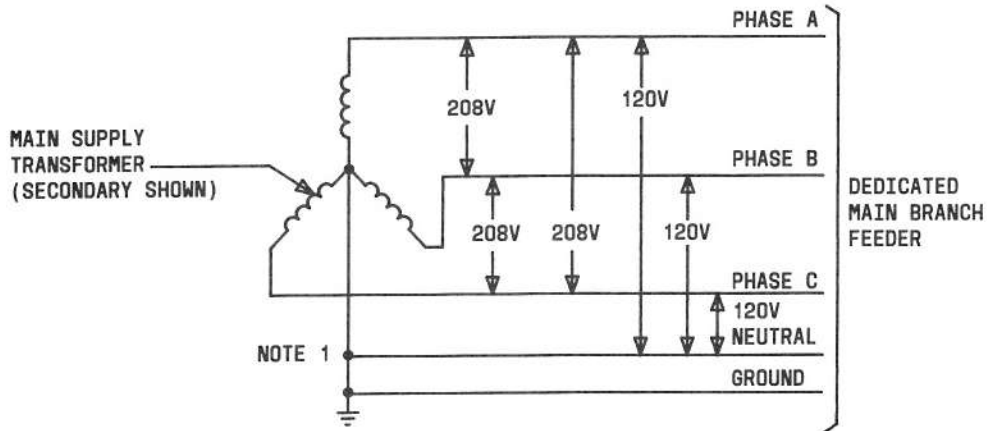 PHASE A
208V
120V
MAIN SUPPLY
TRANSFORMER
(SECONDARY SHOWN)
PHASE B
DEDICATED
MAIN BRANCH
FEEDER
208V
208V
120V
PHASE C
120V
NEUTRAL
NOTE 1
GROUND